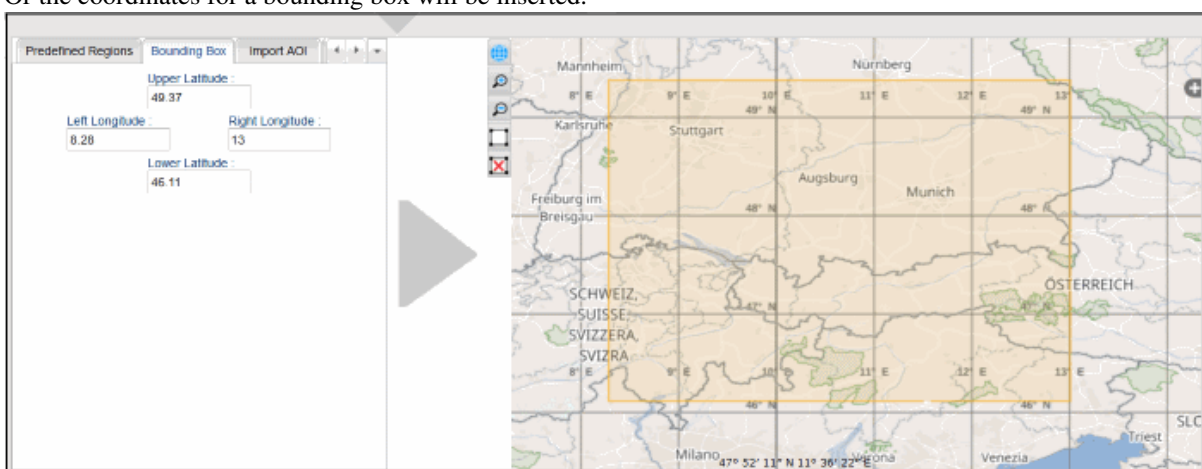 Or the coordinates for a bounding box will be inserted.
Predefined Regions Bounding Box Import AOI
Upper Latitude :
49.37
Left Longitude : Right Longitude :
8.28 13
Lower Latitude :
46.11
Mannheim Nürnberg
8° E 9° E 10° E 11° E 12° E 13° E
49° N 49° N
Karlsruhe Stuttgart
Augsburg Munich
Freiburg im
Breisgau
48° N 48° N
ÖSTERREICH
SCHWEIZ,
SUISSE,
SVIZZERA,
SVIZRA
47° N 47° N
8° E 9° E 10° E 11° E 12° E 13° E
46° N 46° N
SLO
Triest
Milano Verona Venezia
47° 52' 11" N 11° 36' 22" E